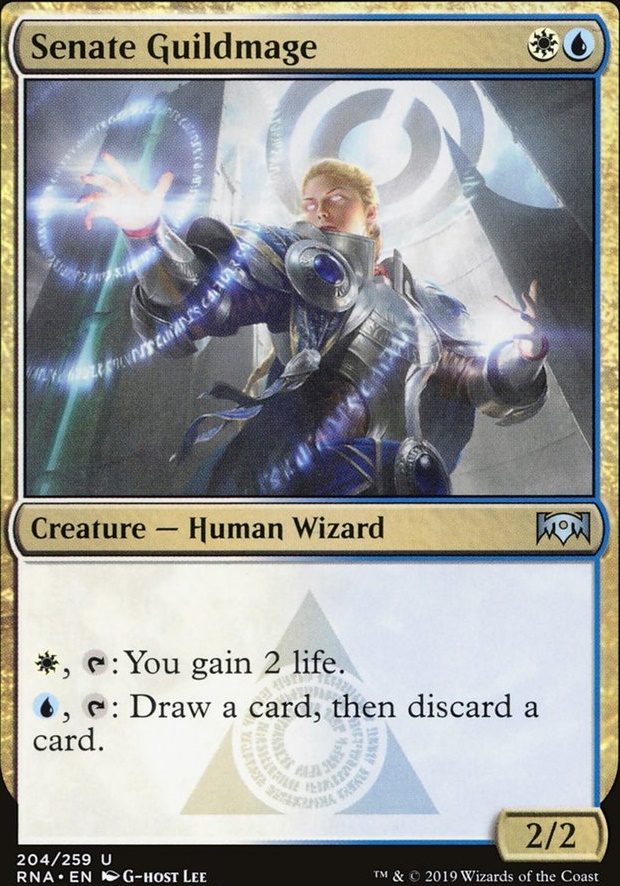 Senate Guildmage
Creature — Human Wizard
, : You gain 2 life.
, : Draw a card, then discard a
card.
2/2
204/259 U
RNA • EN G-HOST LEE
™ & © 2019 Wizards of the Coast